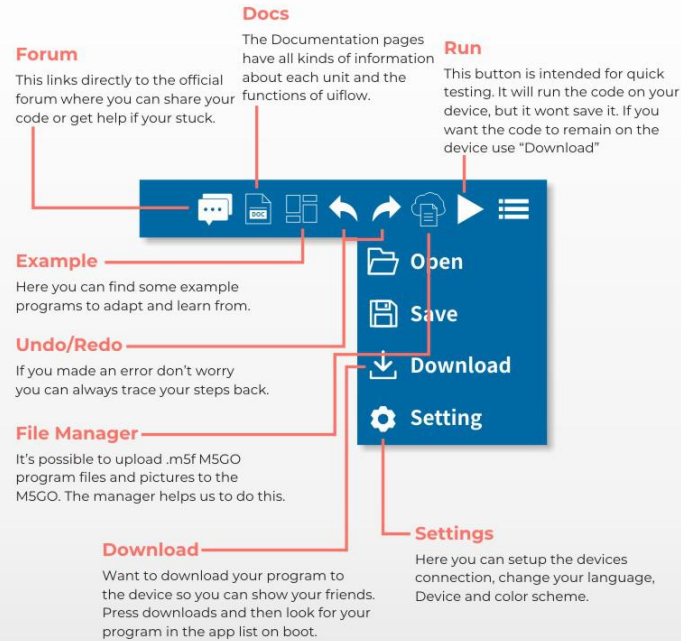 Docs
The Documentation pages
have all kinds of information
about each unit and the
functions of uiflow.
Forum
This links directly to the official
forum where you can share your
code or get help if your stuck.
Run
This button is intended for quick
testing. It will run the code on your
device, but it wont save it. If you
want the code to remain on the
device use “Download”
DOC
Open
Save
Download
Setting
Example
Here you can find some example
programs to adapt and learn from.
Undo/Redo
If you made an error don’t worry
you can always trace your steps back.
File Manager
It’s possible to upload .m5f M5GO
program files and pictures to the
M5GO. The manager helps us to do this.
Download
Want to download your program to
the device so you can show your friends.
Press downloads and then look for your
program in the app list on boot.
Settings
Here you can setup the devices
connection, change your language,
Device and color scheme.